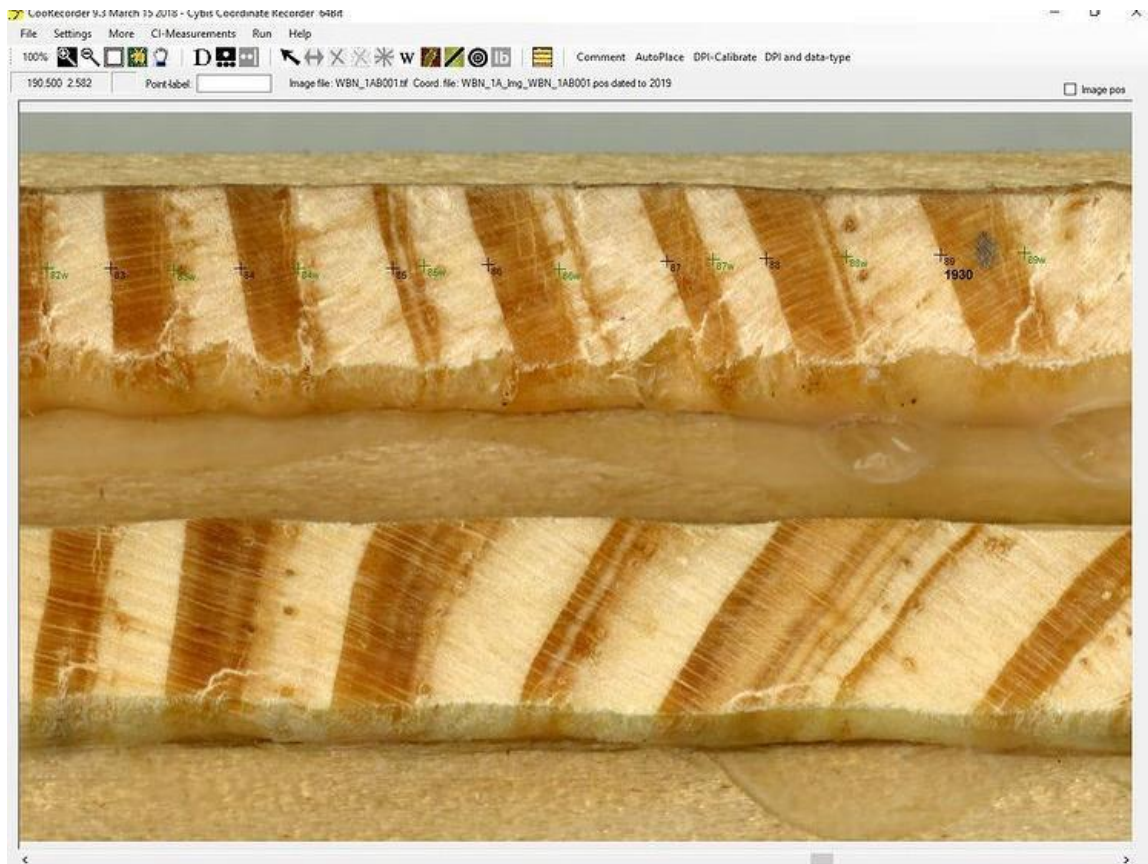 CooRecorder 9.3 March 15 2018 - Cybis Coordinate Recorder 64Bit
File Settings More CI-Measurements Run Help
100% D W Comment AutoPlace DPI-Calibrate DPI and data-type
190.500 2.582 Point-label: Image file: WBN_1AB001.tif Coord. file: WBN_1A_Img_WBN_1AB001.pos dated to 2019 Image pos
82w 83 83w 84 84w 85 85w 86 86w 87 87w 88 88w 89 89w
1930